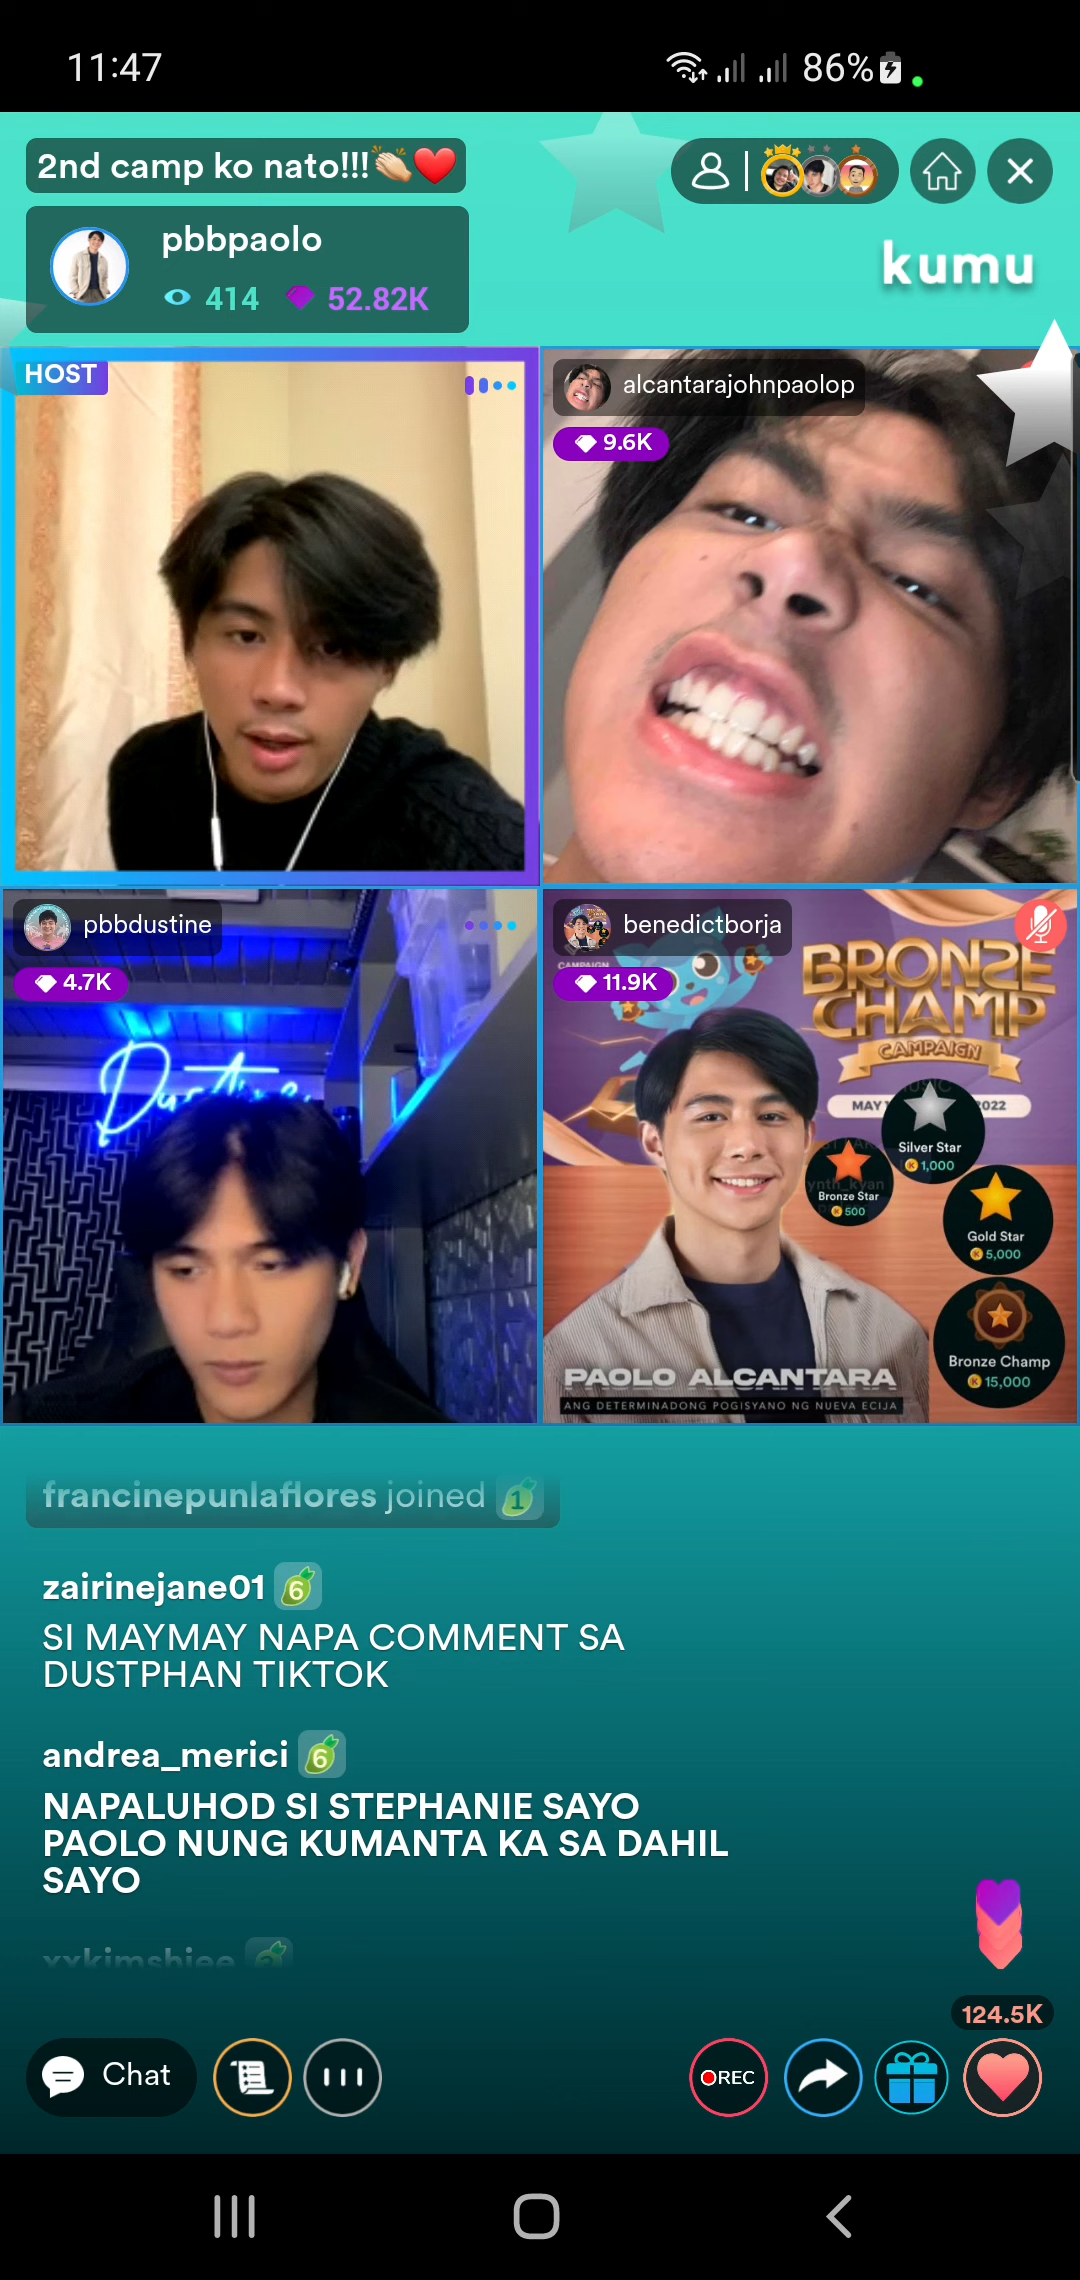 11:47
86%
2nd camp ko nato!!!👏🏻❤️
pbbpaolo
414
52.82K
kumu
HOST
alcantarajohnpaolop
9.6K
pbbdustine
4.7K
Dustine
benedictborja
CAMPAIGN
11.9K
BRONZE
CHAMP
CAMPAIGN
MAY
2022
Silver Star
1,000
Bronze Star
500
Gold Star
5,000
Bronze Champ
15,000
PAOLO ALCANTARA
ANG DETERMINADONG POGISYANO NG NUEVA ECIJA
francinepunlaflores joined 1
zairinejane01 6
SI MAYMAY NAPA COMMENT SA
DUSTPHAN TIKTOK
andrea_merici 6
NAPALUHOD SI STEPHANIE SAYO
PAOLO NUNG KUMANTA KA SA DAHIL
SAYO
124.5K
Chat
REC